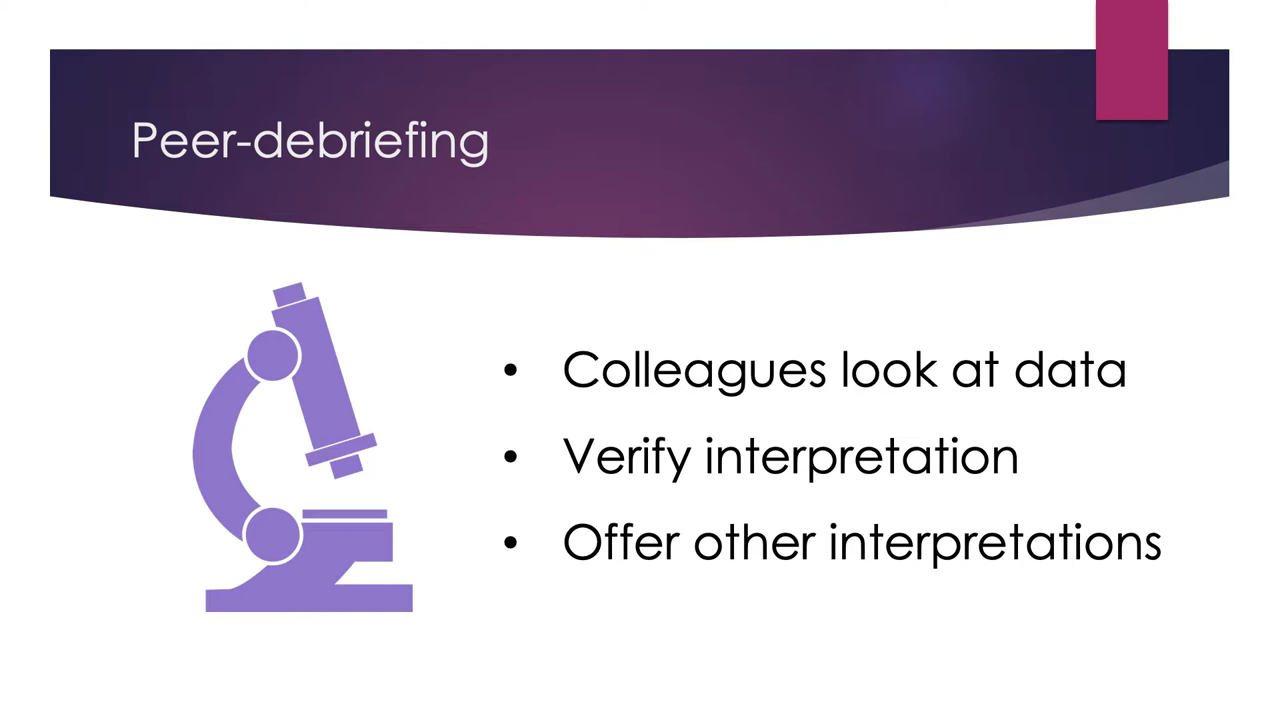 Peer-debriefing
• Colleagues look at data
• Verify interpretation
• Offer other interpretations